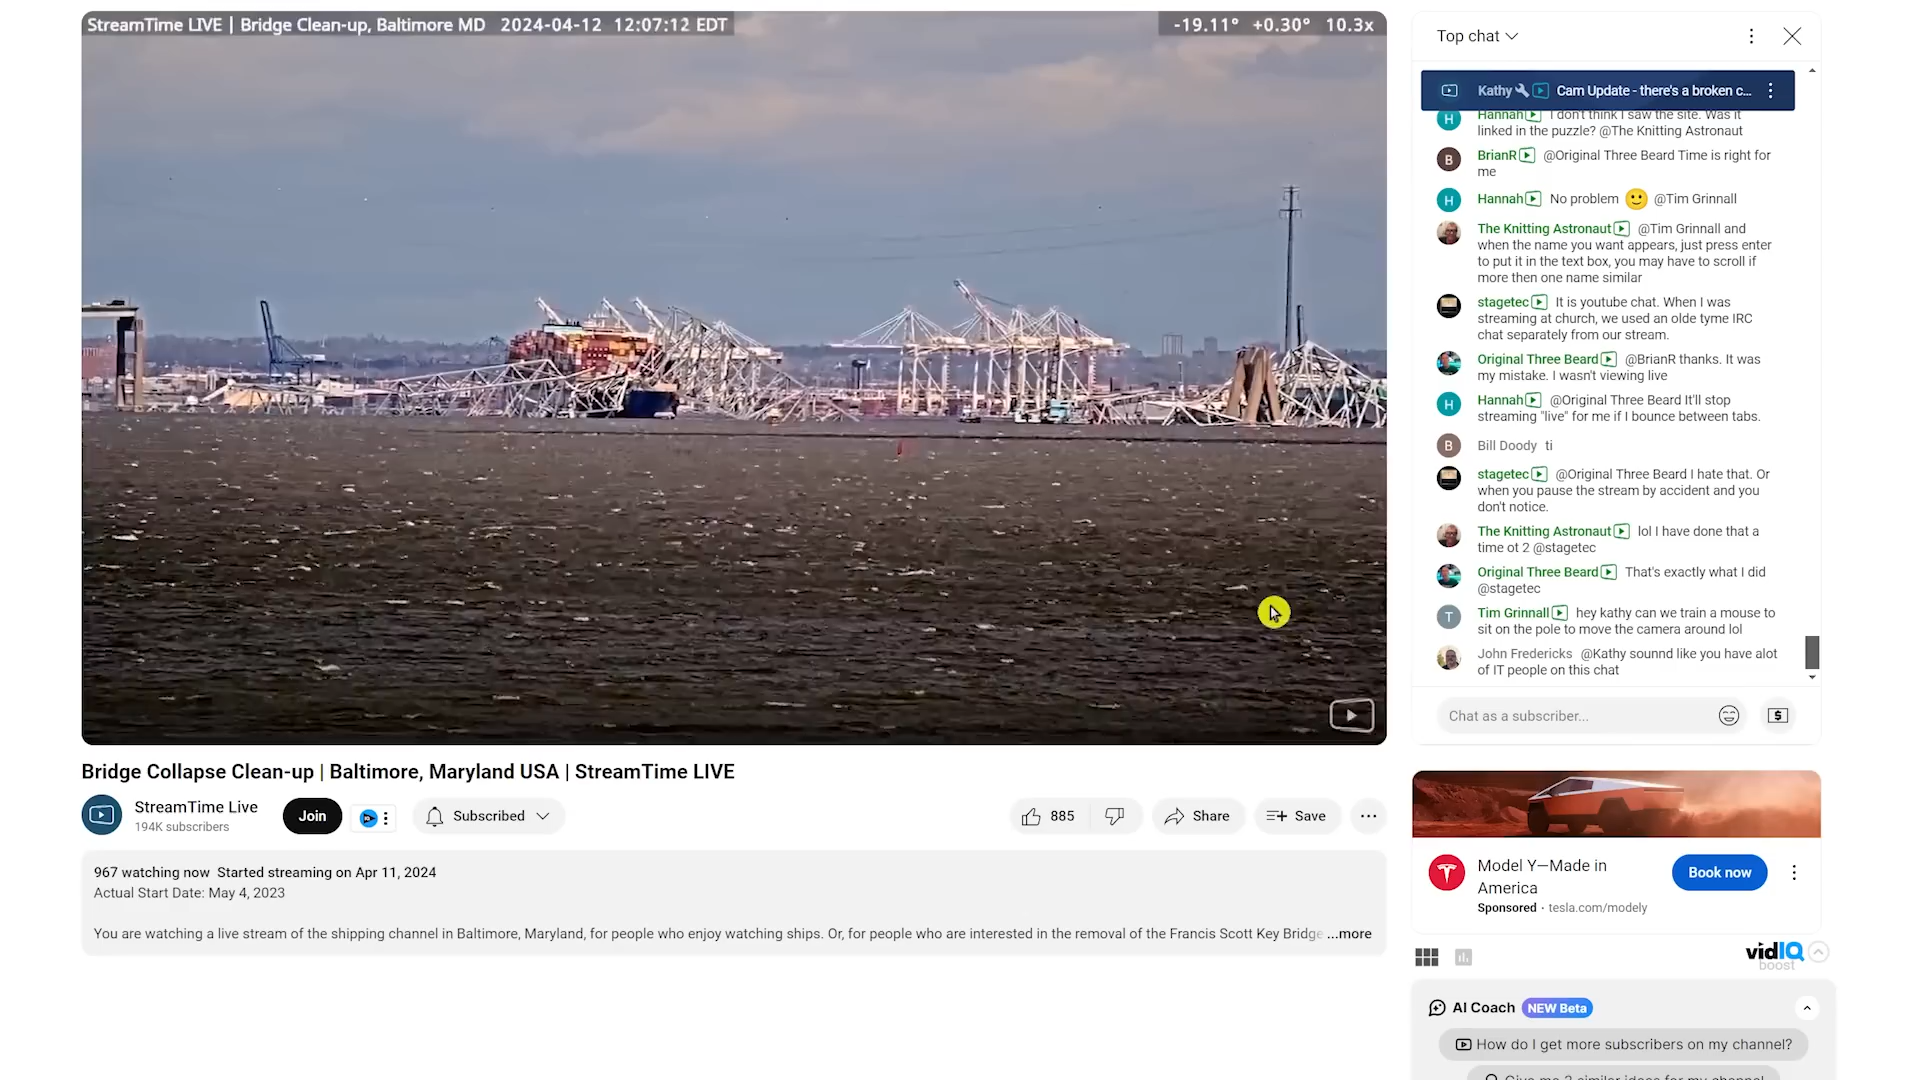 StreamTime LIVE | Bridge Clean-up, Baltimore MD 2024-04-12 12:07:12 EDT
-19.11° +0.30° 10.3x
Bridge Collapse Clean-up | Baltimore, Maryland USA | StreamTime LIVE
StreamTime Live
194K subscribers
Join
Subscribed
885
Share
Save
967 watching now Started streaming on Apr 11, 2024
Actual Start Date: May 4, 2023
You are watching a live stream of the shipping channel in Baltimore, Maryland, for people who enjoy watching ships. Or, for people who are interested in the removal of the Francis Scott Key Bridge ...more
Top chat
Kathy Cam Update - there's a broken c...
H Hannah I don't think I saw the site. Was it
linked in the puzzle? @The Knitting Astronaut
B BrianR @Original Three Beard Time is right for
me
H Hannah No problem 🙂 @Tim Grinnall
The Knitting Astronaut @Tim Grinnall and
when the name you want appears, just press enter
to put it in the text box, you may have to scroll if
more then one name similar
stagetec It is youtube chat. When I was
streaming at church, we used an olde tyme IRC
chat separately from our stream.
Original Three Beard @BrianR thanks. It was
my mistake. I wasn't viewing live
H Hannah @Original Three Beard It'll stop
streaming "live" for me if I bounce between tabs.
B Bill Doody ti
stagetec @Original Three Beard I hate that. Or
when you pause the stream by accident and you
don't notice.
The Knitting Astronaut lol I have done that a
time ot 2 @stagetec
Original Three Beard That's exactly what I did
@stagetec
T Tim Grinnall hey kathy can we train a mouse to
sit on the pole to move the camera around lol
John Fredericks @Kathy sounnd like you have alot
of IT people on this chat
Chat as a subscriber...
Model Y—Made in
America
Book now
Sponsored · tesla.com/modely
vidIQ
boost
AI Coach NEW Beta
How do I get more subscribers on my channel?
Give me 3 similar ideas for my channel